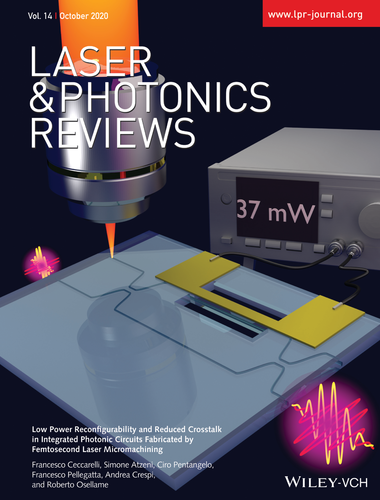 Vol. 14 | October 2020
www.lpr-journal.org
LASER
&PHOTONICS
REVIEWS
37 mW
Low Power Reconfigurability and Reduced Crosstalk
in Integrated Photonic Circuits Fabricated by
Femtosecond Laser Micromachining
Francesco Ceccarelli, Simone Atzeni, Ciro Pentangelo,
Francesco Pellegatta, Andrea Crespi,
and Roberto Osellame
WILEY-VCH